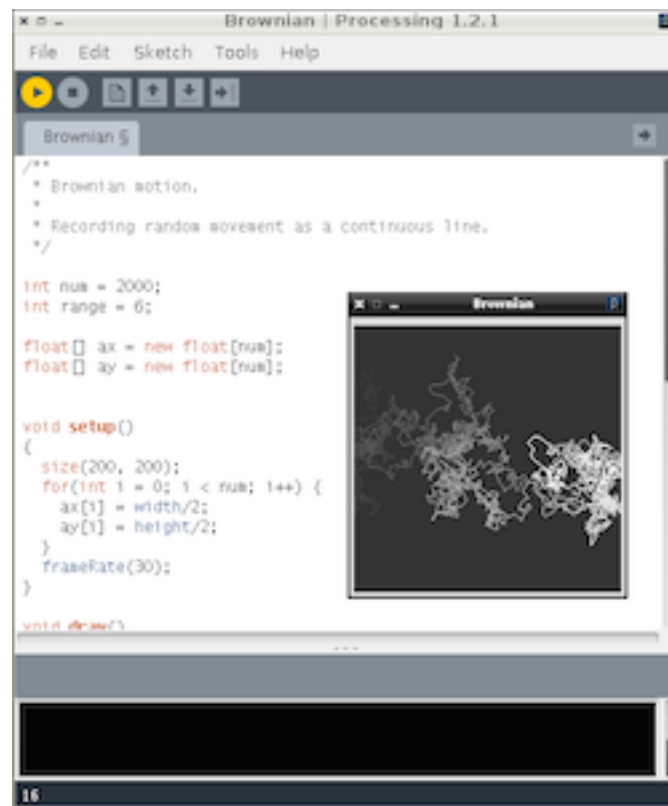 Brownian | Processing 1.2.1
File Edit Sketch Tools Help
Brownian §
/**
 * Brownian motion.
 *
 * Recording random movement as a continuous line.
 */
int num = 2000;
int range = 6;
float[] ax = new float[num];
float[] ay = new float[num];
void setup()
{
  size(200, 200);
  for(int i = 0; i < num; i++) {
    ax[i] = width/2;
    ay[i] = height/2;
  }
  frameRate(30);
}
void draw()
Brownian
16